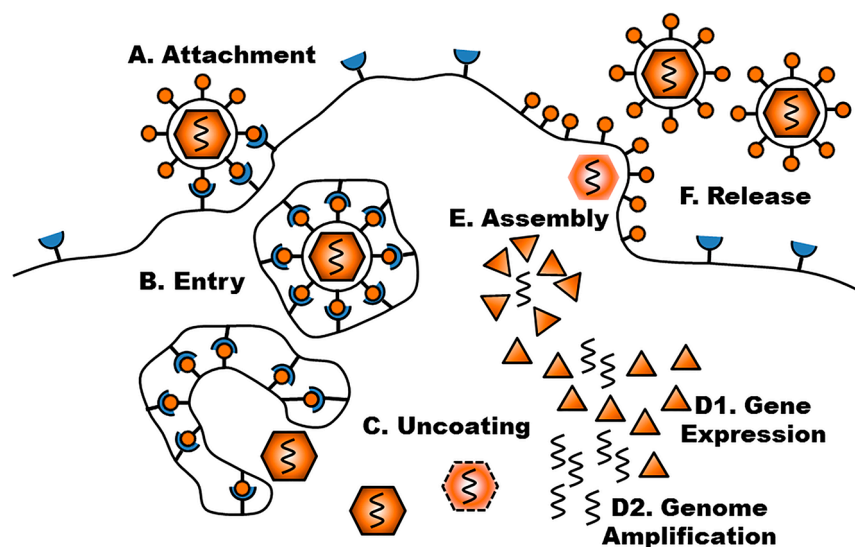 A. Attachment
B. Entry
C. Uncoating
D1. Gene
Expression
D2. Genome
Amplification
E. Assembly
F. Release